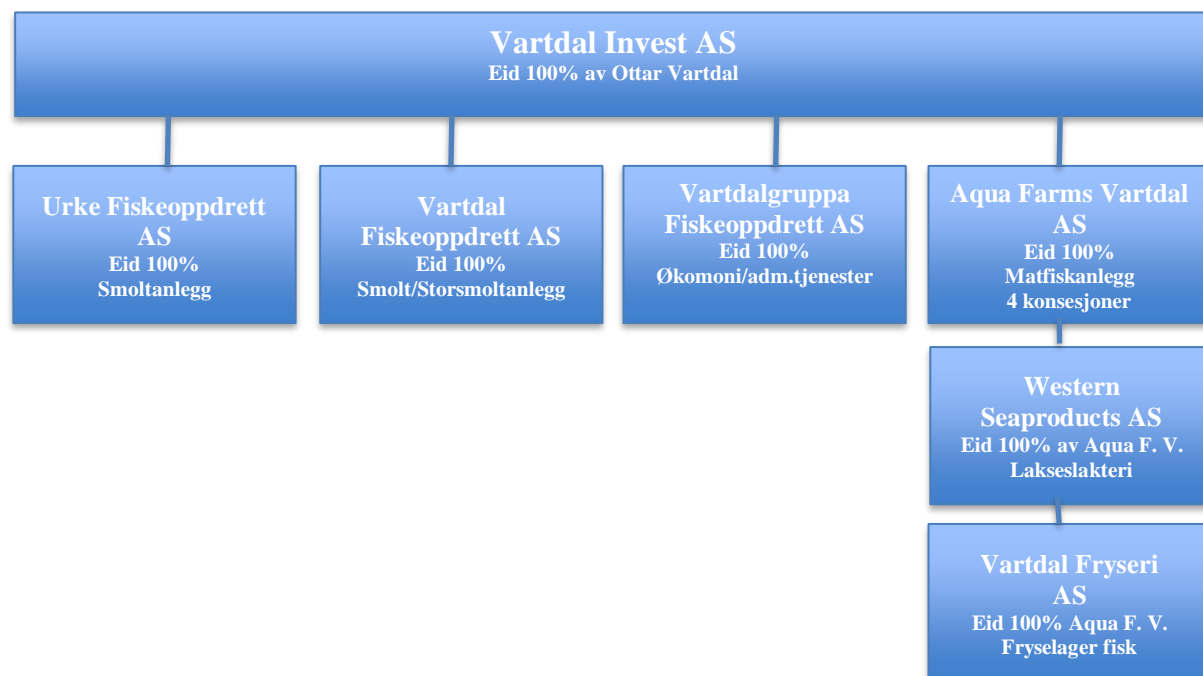 Vartdal Invest AS
Eid 100% av Ottar Vartdal
Urke Fiskeoppdrett
AS
Eid 100%
Smoltanlegg
Vartdal
Fiskeoppdrett AS
Eid 100%
Smolt/Storsmoltanlegg
Vartdalgruppa
Fiskeoppdrett AS
Eid 100%
Økomoni/adm.tjenester
Aqua Farms Vartdal
AS
Eid 100%
Matfiskanlegg
4 konsesjoner
Western
Seaproducts AS
Eid 100% av Aqua F. V.
Lakseslakteri
Vartdal Fryseri
AS
Eid 100% Aqua F. V.
Fryselager fisk